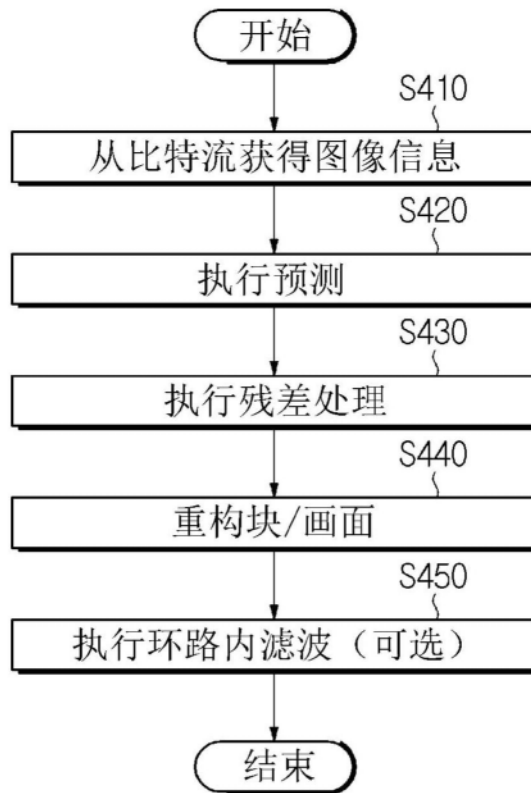 开始
S410
从比特流获得图像信息
S420
执行预测
S430
执行残差处理
S440
重构块/画面
S450
执行环路内滤波（可选）
结束